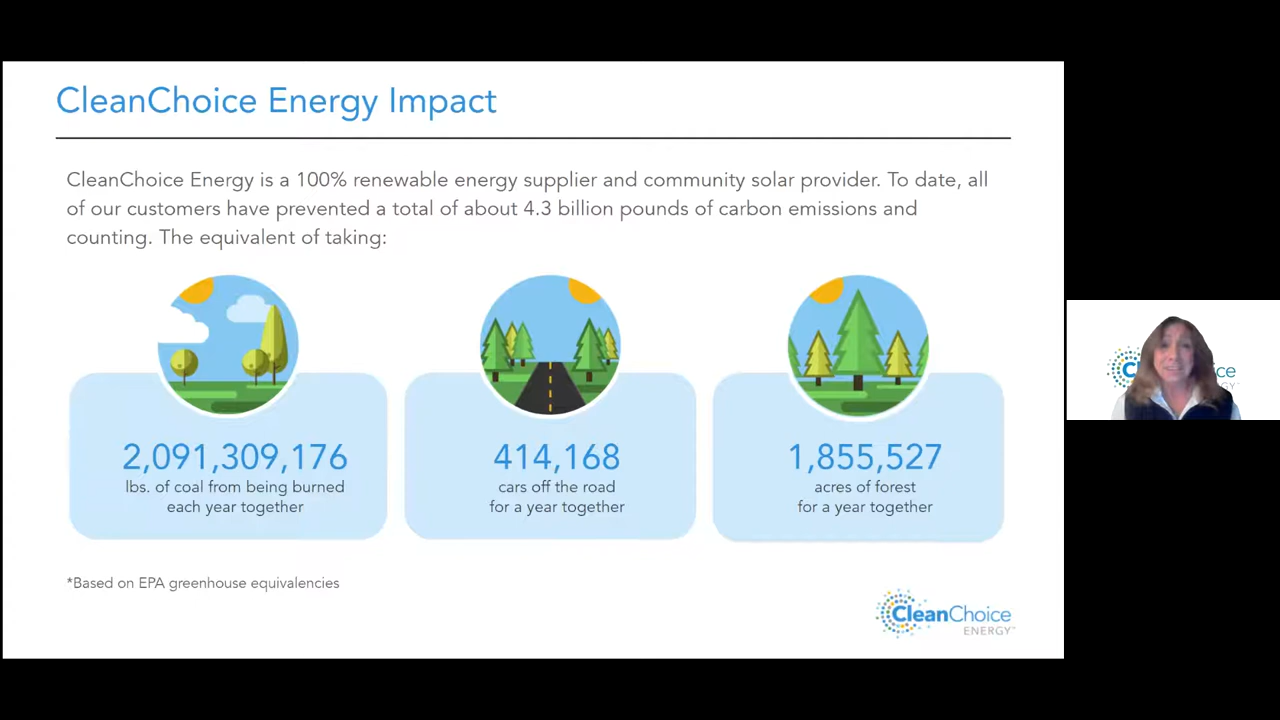 CleanChoice Energy Impact
CleanChoice Energy is a 100% renewable energy supplier and community solar provider. To date, all
of our customers have prevented a total of about 4.3 billion pounds of carbon emissions and
counting. The equivalent of taking:
2,091,309,176
lbs. of coal from being burned
each year together
414,168
cars off the road
for a year together
1,855,527
acres of forest
for a year together
*Based on EPA greenhouse equivalencies
CleanChoice
ENERGY™